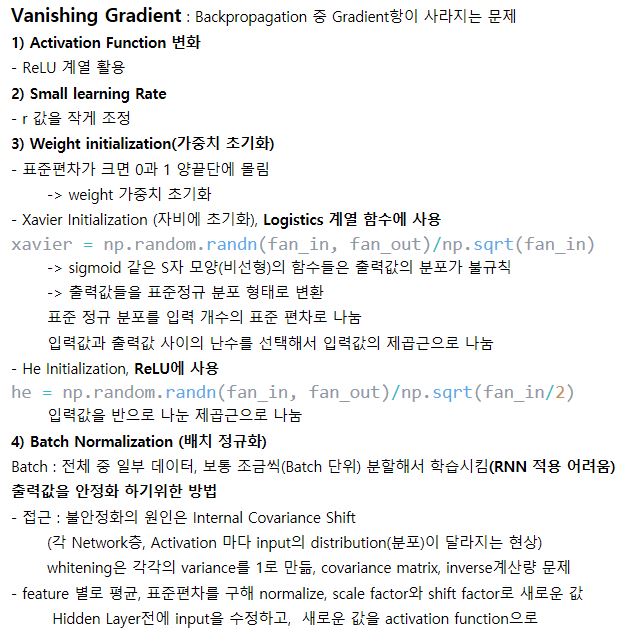 Vanishing Gradient : Backpropagation 중 Gradient항이 사라지는 문제
1) Activation Function 변화
- ReLU 계열 활용
2) Small learning Rate
- r 값을 작게 조정
3) Weight initialization(가중치 초기화)
- 표준편차가 크면 0과 1 양끝단에 몰림
-> weight 가중치 초기화
- Xavier Initialization (자비에 초기화), Logistics 계열 함수에 사용
xavier = np.random.randn(fan_in, fan_out)/np.sqrt(fan_in)
-> sigmoid 같은 S자 모양(비선형)의 함수들은 출력값의 분포가 불규칙
-> 출력값들을 표준정규 분포 형태로 변환
표준 정규 분포를 입력 개수의 표준 편차로 나눔
입력값과 출력값 사이의 난수를 선택해서 입력값의 제곱근으로 나눔
- He Initialization, ReLU에 사용
he = np.random.randn(fan_in, fan_out)/np.sqrt(fan_in/2)
입력값을 반으로 나눈 제곱근으로 나눔
4) Batch Normalization (배치 정규화)
Batch : 전체 중 일부 데이터, 보통 조금씩(Batch 단위) 분할해서 학습시킴(RNN 적용 어려움)
출력값을 안정화 하기위한 방법
- 접근 : 불안정화의 원인은 Internal Covariance Shift
(각 Network층, Activation 마다 input의 distribution(분포)이 달라지는 현상)
whitening은 각각의 variance를 1로 만듦, covariance matrix, inverse계산량 문제
- feature 별로 평균, 표준편차를 구해 normalize, scale factor와 shift factor로 새로운 값
Hidden Layer전에 input을 수정하고, 새로운 값을 activation function으로